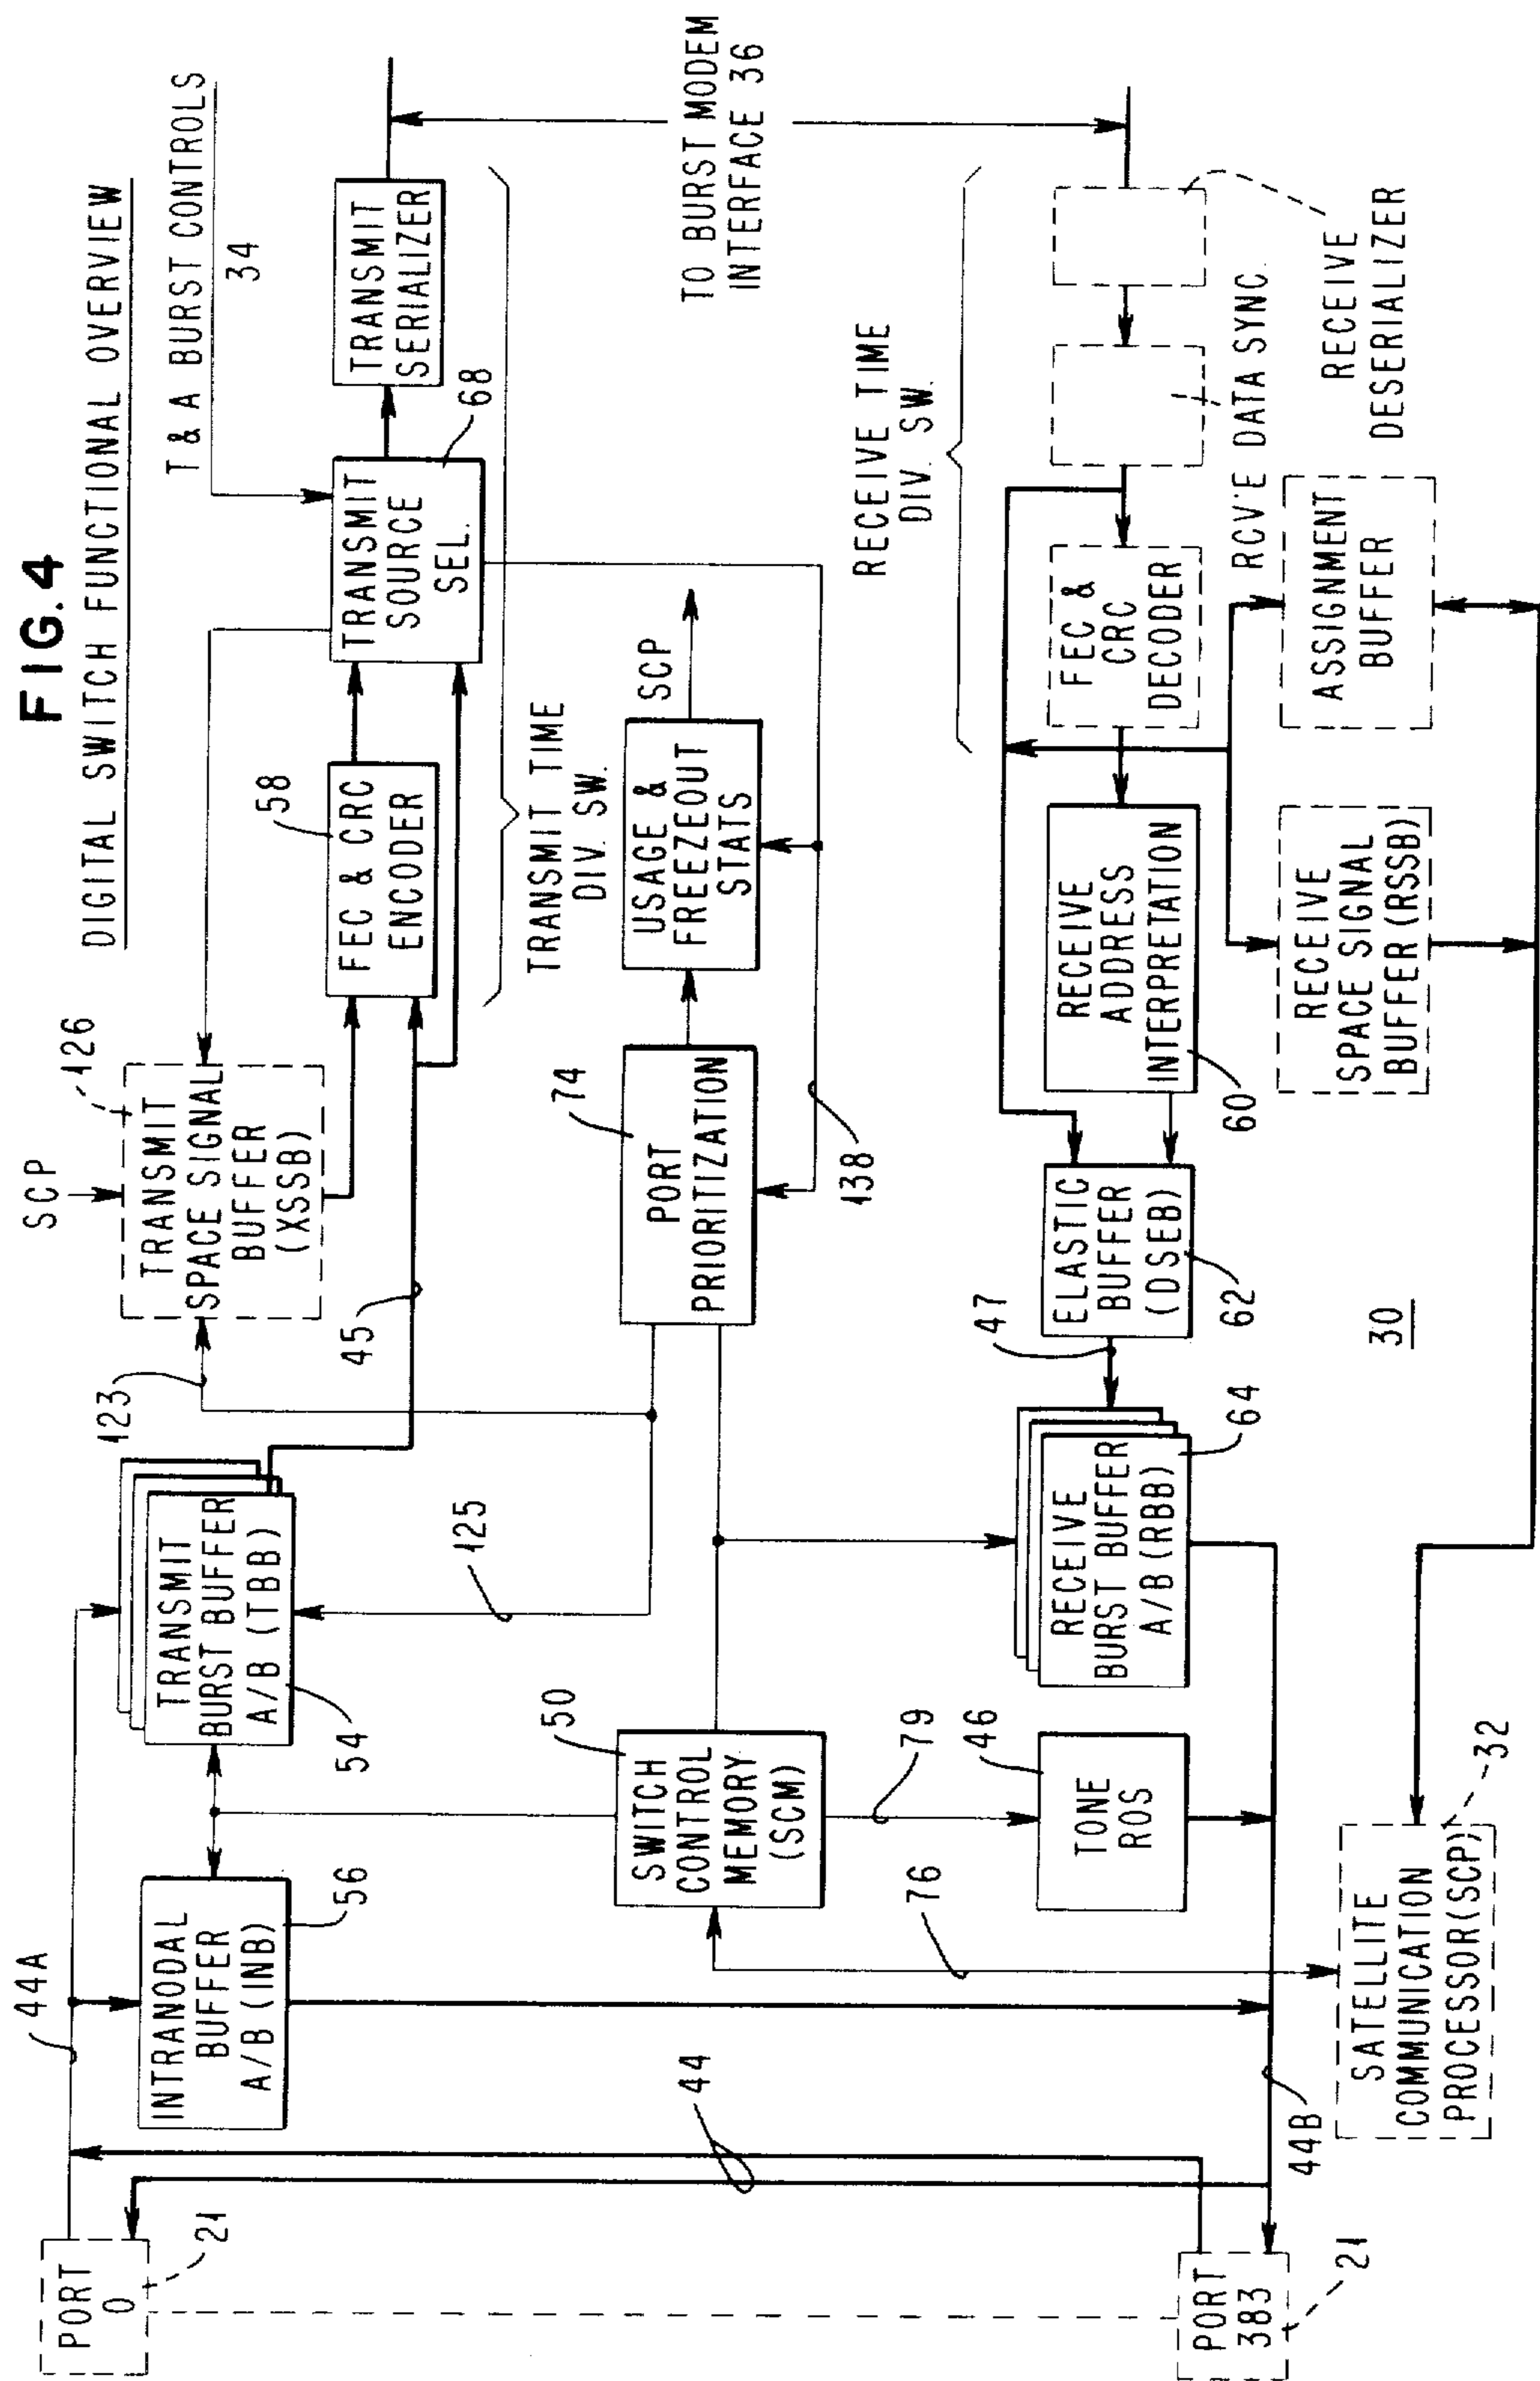 FIG. 4
DIGITAL SWITCH FUNCTIONAL OVERVIEW
T & A BURST CONTROLS
34
SCP
126
TRANSMIT
SPACE SIGNAL
BUFFER
(XSSB)
123
44A
PORT
0
21
INTRANODAL
BUFFER
A/B (INB)
56
TRANSMIT
BURST BUFFER
A/B (TBB)
54
45
58
FEC & CRC
ENCODER
TRANSMIT
SOURCE
SEL.
68
TRANSMIT
SERIALIZER
TRANSMIT TIME
DIV. SW.
125
44
50
SWITCH
CONTROL
MEMORY
(SCM)
74
PORT
PRIORITIZATION
USAGE &
FREEZEOUT
STATS
SCP
TO BURST MODEM
INTERFACE 36
138
76
79
46
TONE
ROS
RECEIVE TIME
DIV. SW.
RECEIVE
BURST BUFFER
A/B (RBB)
64
47
ELASTIC
BUFFER
(DSEB)
62
RECEIVE
ADDRESS
INTERPRETATION
60
FEC &
CRC
DECODER
RCV'E DATA SYNC.
RECEIVE
DESERIALIZER
PORT
383
21
44B
SATELLITE
COMMUNICATION
PROCESSOR(SCP)
32
30
RECEIVE
SPACE SIGNAL
BUFFER (RSSB)
ASSIGNMENT
BUFFER